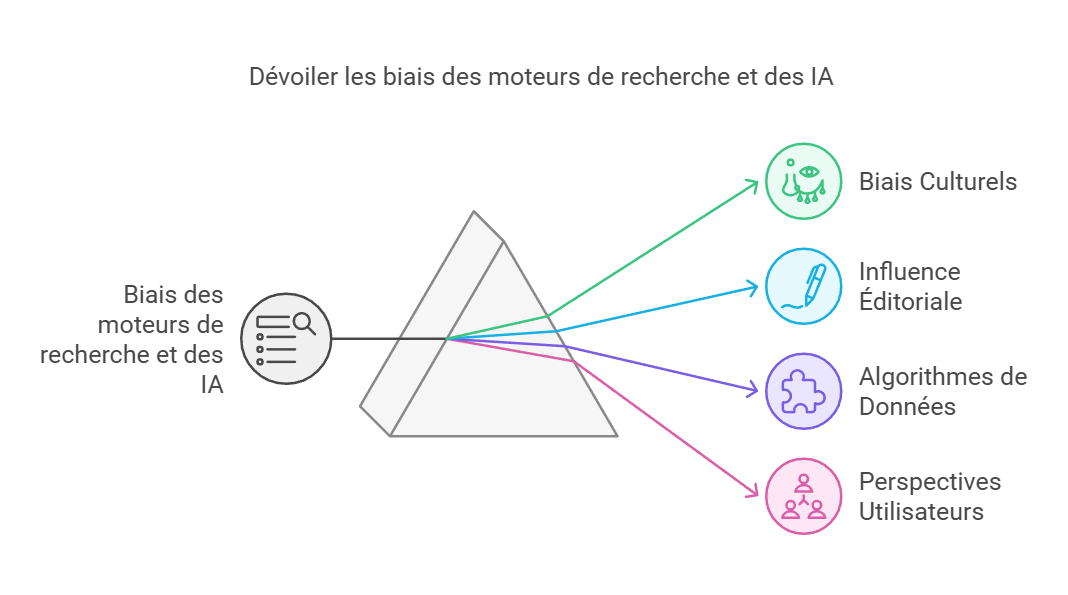 Dévoiler les biais des moteurs de recherche et des IA
Biais des
moteurs de
recherche et des
IA
Biais Culturels
Influence
Éditoriale
Algorithmes de
Données
Perspectives
Utilisateurs